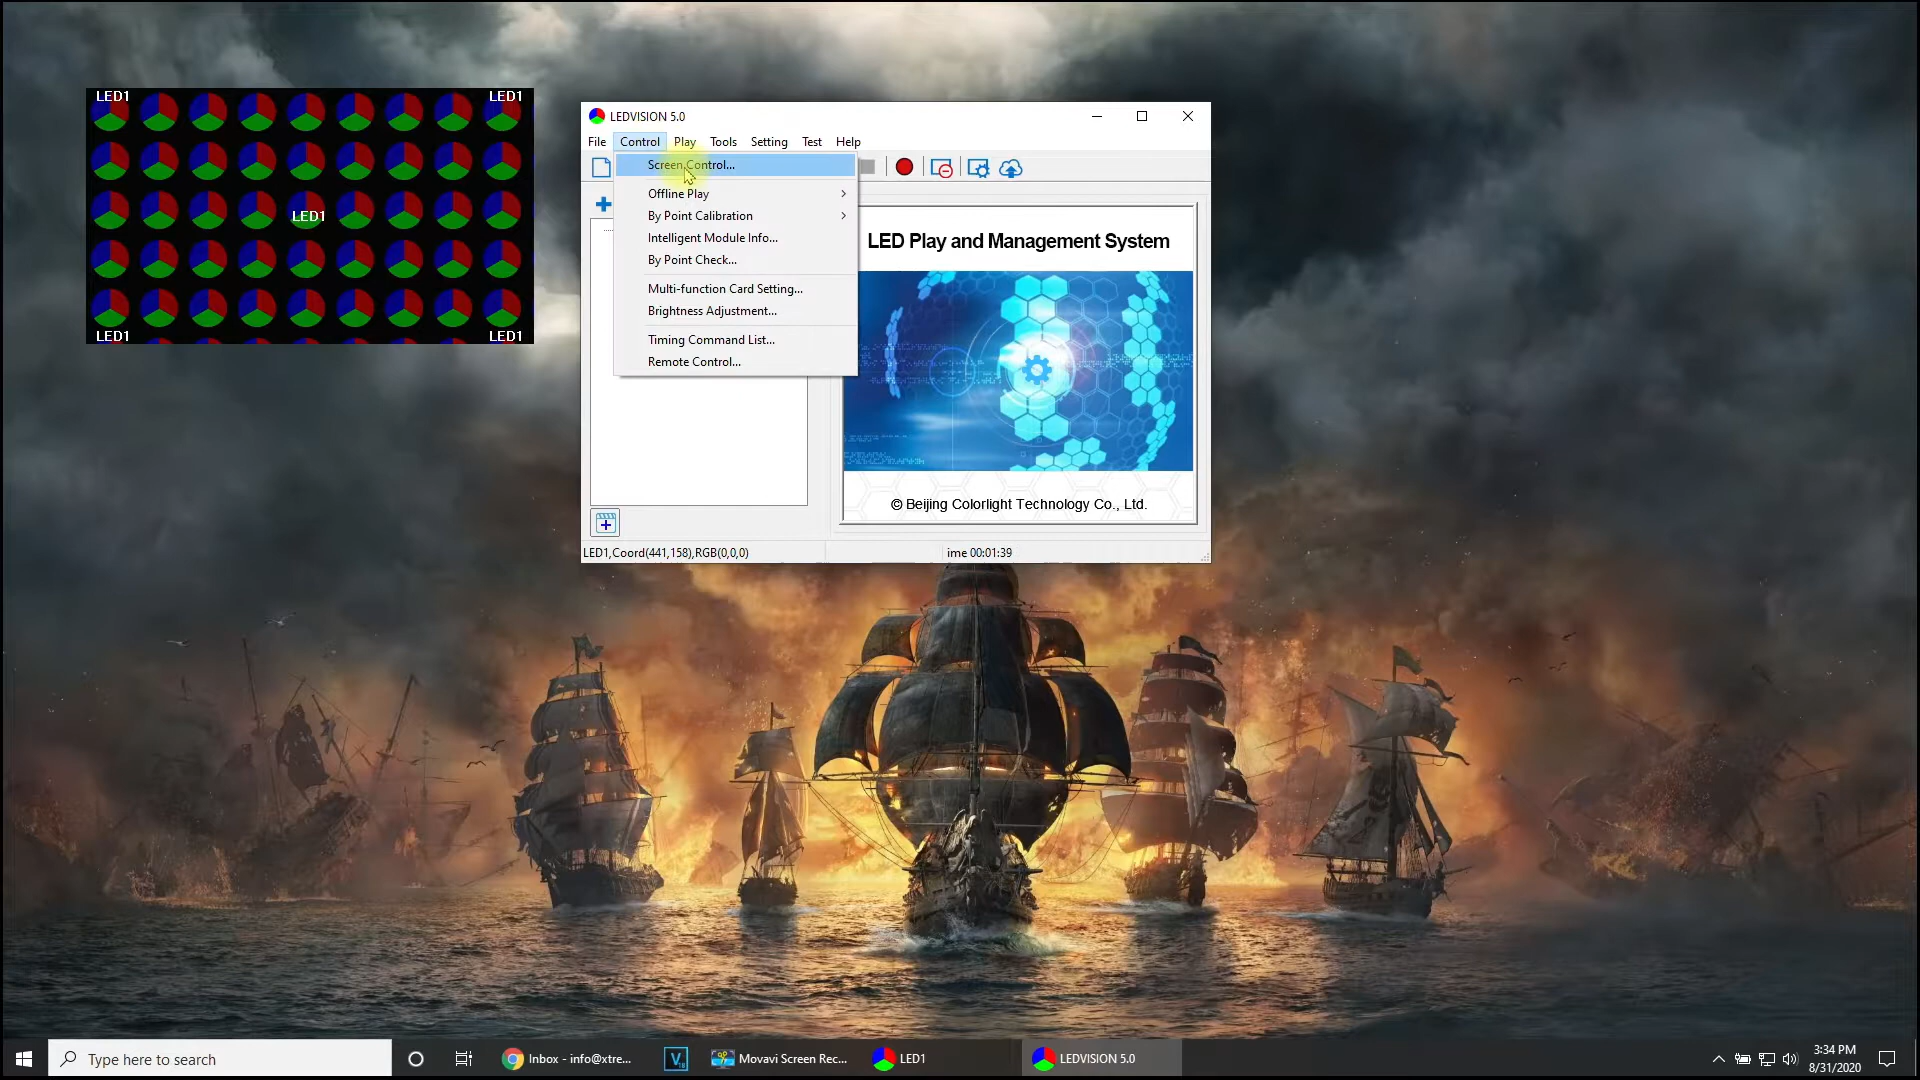 LED1 LED1
LED1
LED1 LED1
LEDVISION 5.0
File Control Play Tools Setting Test Help
Screen Control...
Offline Play
By Point Calibration
Intelligent Module Info...
By Point Check...
Multi-function Card Setting...
Brightness Adjustment...
Timing Command List...
Remote Control...
LED Play and Management System
© Beijing Colorlight Technology Co., Ltd.
LED1,Coord(441,158),RGB(0,0,0) ime 00:01:39
Type here to search
Inbox - info@xtre...
Movavi Screen Rec...
LED1
LEDVISION 5.0
3:34 PM
8/31/2020